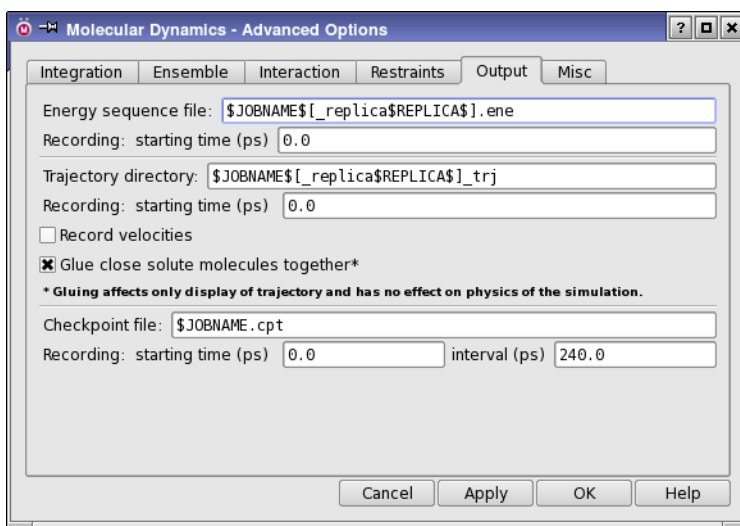 Molecular Dynamics - Advanced Options
Integration Ensemble Interaction Restraints Output Misc
Energy sequence file: $JOBNAME$[_replica$REPLICA$].ene
Recording: starting time (ps) 0.0
Trajectory directory: $JOBNAME$[_replica$REPLICA$]_trj
Recording: starting time (ps) 0.0
Record velocities
Glue close solute molecules together*
* Gluing affects only display of trajectory and has no effect on physics of the simulation.
Checkpoint file: $JOBNAME.cpt
Recording: starting time (ps) 0.0 interval (ps) 240.0
Cancel Apply OK Help